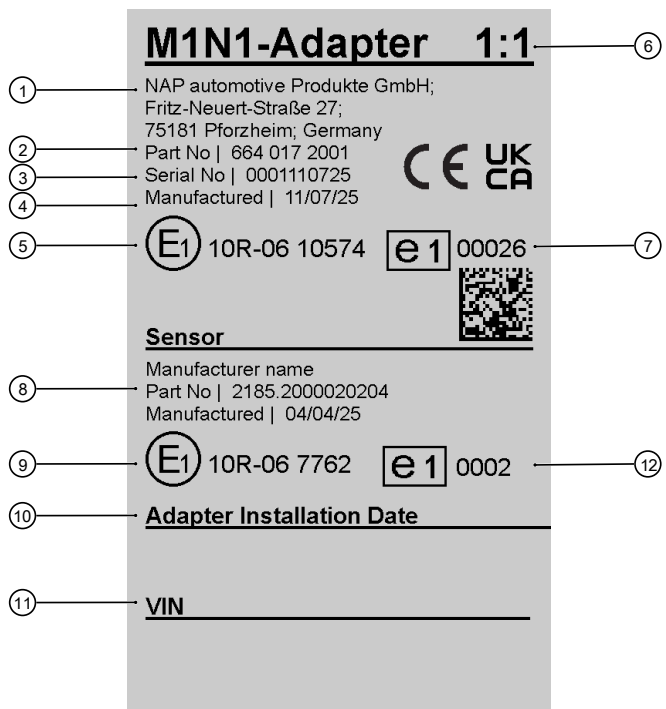 M1N1-Adapter 1:1
6
1
NAP automotive Produkte GmbH;
Fritz-Neuert-Straße 27;
75181 Pforzheim; Germany
2
Part No | 664 017 2001
3
Serial No | 0001110725
4
Manufactured | 11/07/25
CE UK CA
5
E1 10R-06 10574 e 1 00026
7
Sensor
Manufacturer name
8
Part No | 2185.2000020204
Manufactured | 04/04/25
9
E1 10R-06 7762 e 1 0002
12
10
Adapter Installation Date
11
VIN